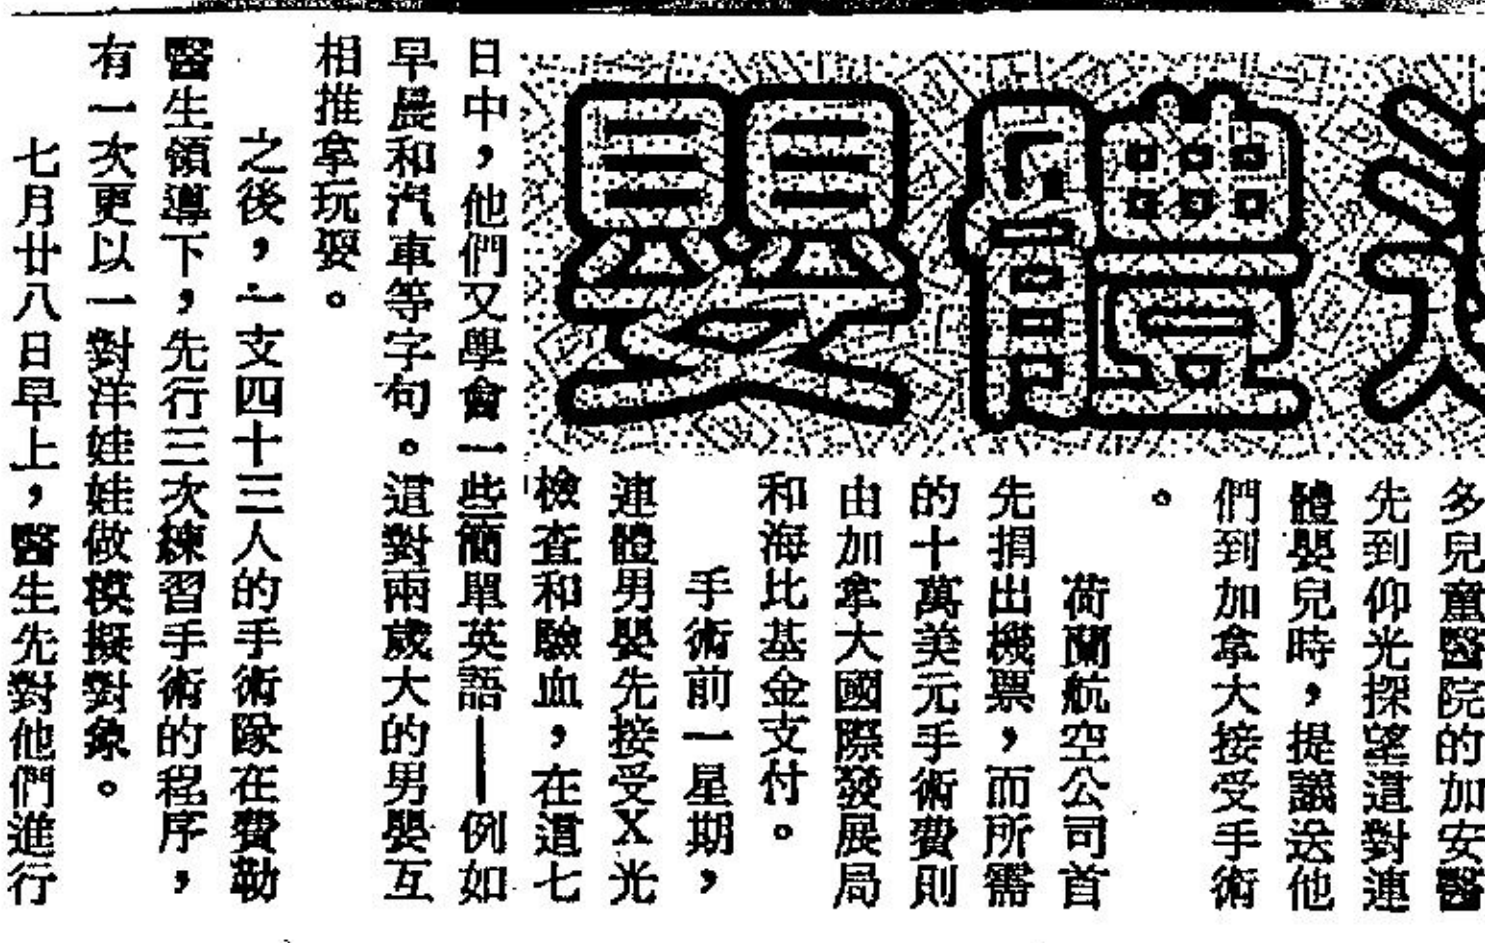 體嬰
多兒童醫院的加安醫
先到仰光探望這對連
體嬰兒時，提議送他
們到加拿大接受手術
。
荷蘭航空公司首
先捐出機票，而所需
的十萬美元手術費則
由加拿大國際發展局
和海比基金支付。
手術前一星期，
連體男嬰先接受X光
檢查和驗血，在這七
日中，他們又學會一些簡單英語——例如
早晨和汽車等字句。這對兩歲大的男嬰互
相推拿玩耍。
之後，一支四十三人的手術隊在費勒
醫生領導下，先行三次練習手術的程序，
有一次更以一對洋娃娃做模擬對象。
七月廿八日早上，醫生先對他們進行